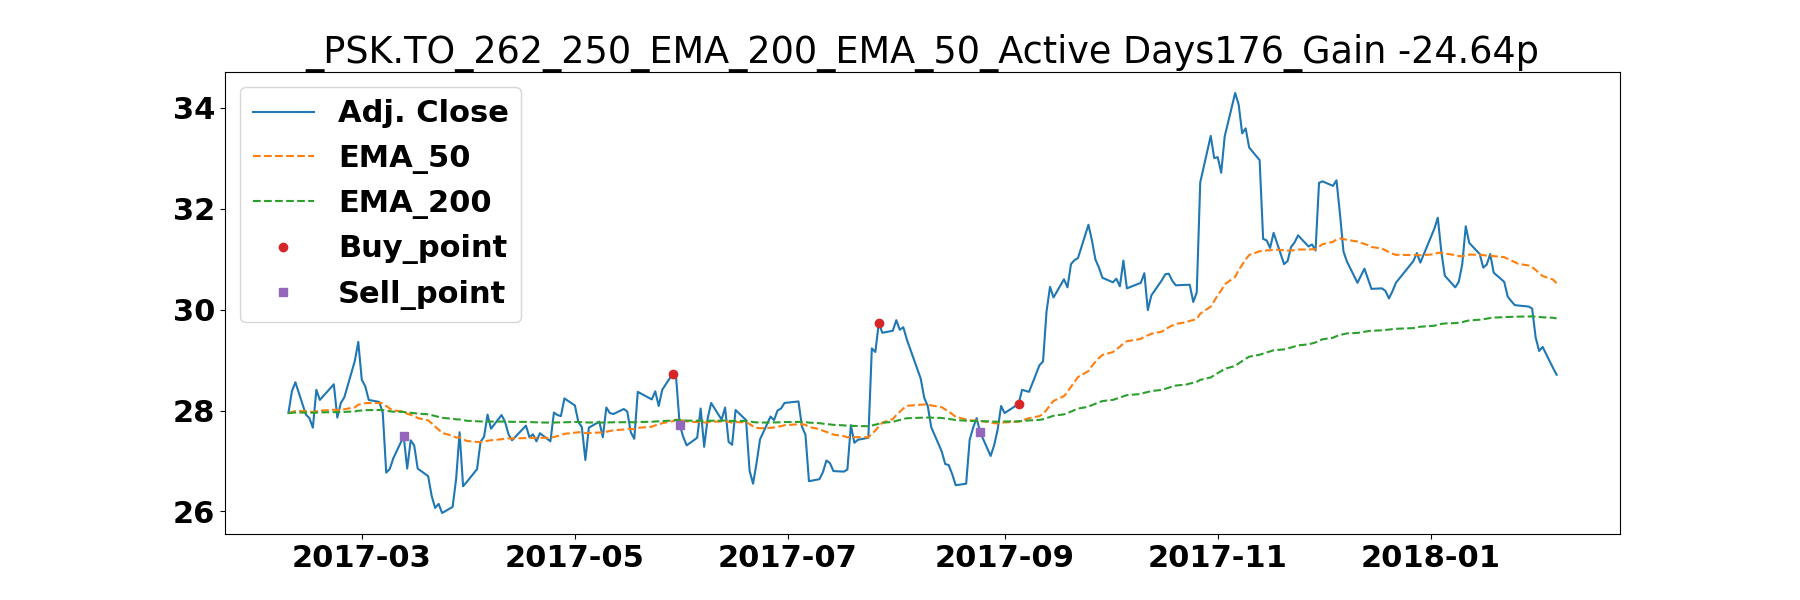 _PSK.TO_262_250_EMA_200_EMA_50_Active Days176_Gain -24.64p
Adj. Close
EMA_50
EMA_200
Buy_point
Sell_point
34
32
30
28
26
2017-03 2017-05 2017-07 2017-09 2017-11 2018-01